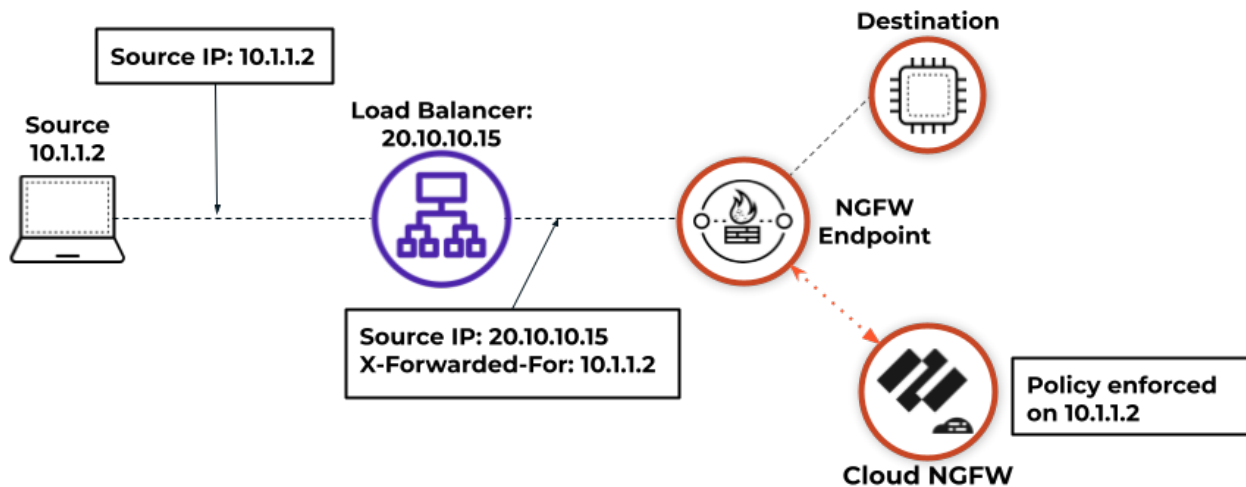 Source IP: 10.1.1.2
Destination
Source
10.1.1.2
Load Balancer:
20.10.10.15
NGFW
Endpoint
Source IP: 20.10.10.15
X-Forwarded-For: 10.1.1.2
Policy enforced
on 10.1.1.2
Cloud NGFW